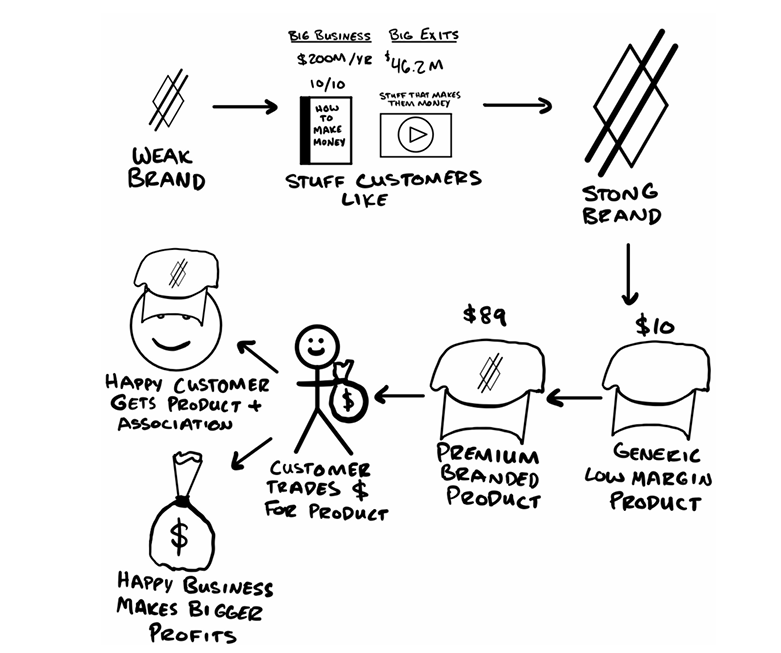 BIG BUSINESS BIG EXITS
$200M/YR $46.2M
10/10
HOW
TO
MAKE
MONEY
STUFF THAT MAKES
THEM MONEY
WEAK
BRAND
STUFF CUSTOMERS
LIKE
STONG
BRAND
$10
GENERIC
LOW MARGIN
PRODUCT
$89
PREMIUM
BRANDED
PRODUCT
$
CUSTOMER
TRADES $
FOR PRODUCT
HAPPY CUSTOMER
GETS PRODUCT +
ASSOCIATION
$
HAPPY BUSINESS
MAKES BIGGER
PROFITS